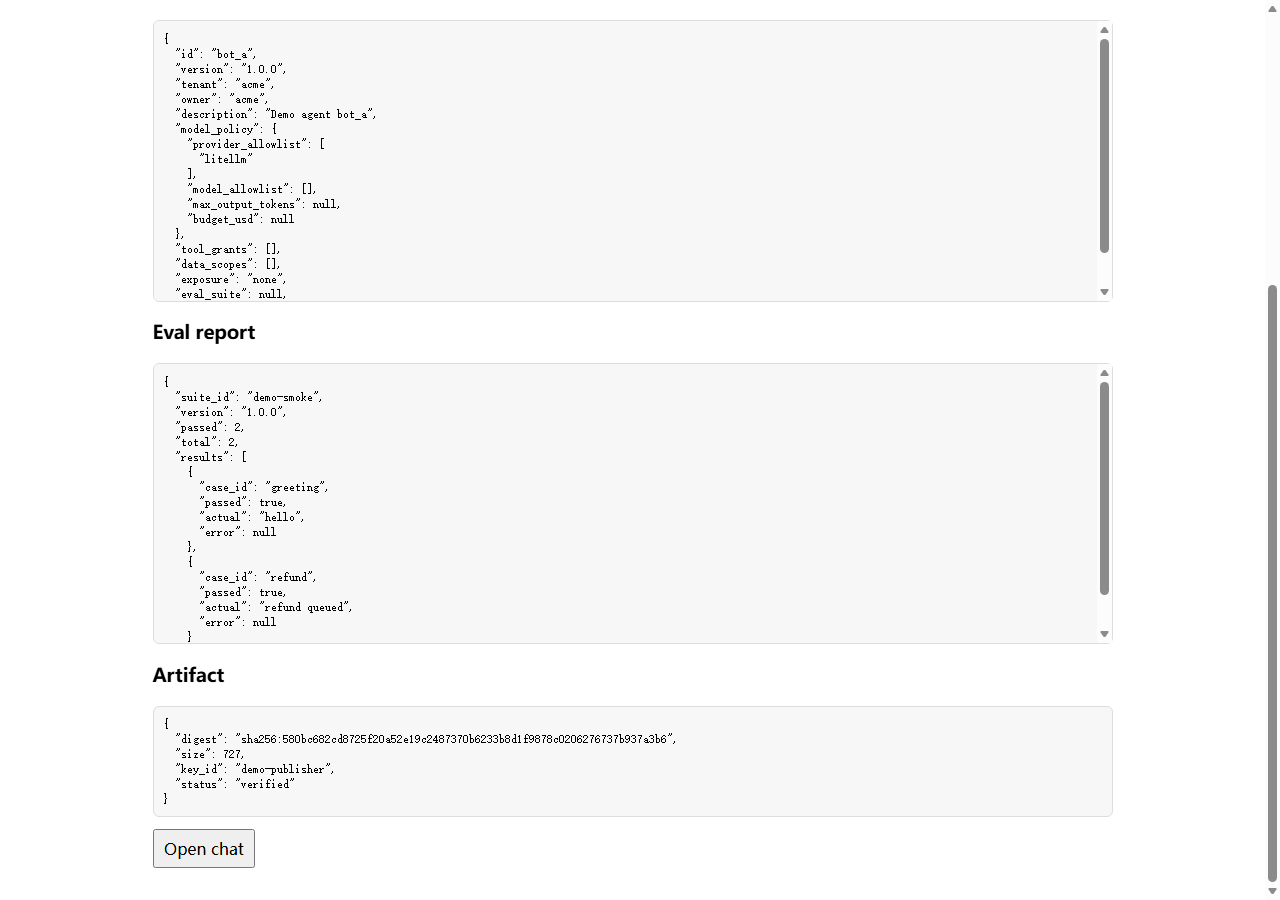 {
  "id": "bot_a",
  "version": "1.0.0",
  "tenant": "acme",
  "owner": "acme",
  "description": "Demo agent bot_a",
  "model_policy": {
    "provider_allowlist": [
      "litellm"
    ],
    "model_allowlist": [],
    "max_output_tokens": null,
    "budget_usd": null
  },
  "tool_grants": [],
  "data_scopes": [],
  "exposure": "none",
  "eval_suite": null,
Eval report
{
  "suite_id": "demo-smoke",
  "version": "1.0.0",
  "passed": 2,
  "total": 2,
  "results": [
    {
      "case_id": "greeting",
      "passed": true,
      "actual": "hello",
      "error": null
    },
    {
      "case_id": "refund",
      "passed": true,
      "actual": "refund queued",
      "error": null
    }
Artifact
{
  "digest": "sha256:580bc682cd8725f20a52e19c2487370b6233b8d1f9878c0206276737b937a3b6",
  "size": 727,
  "key_id": "demo-publisher",
  "status": "verified"
}
Open chat